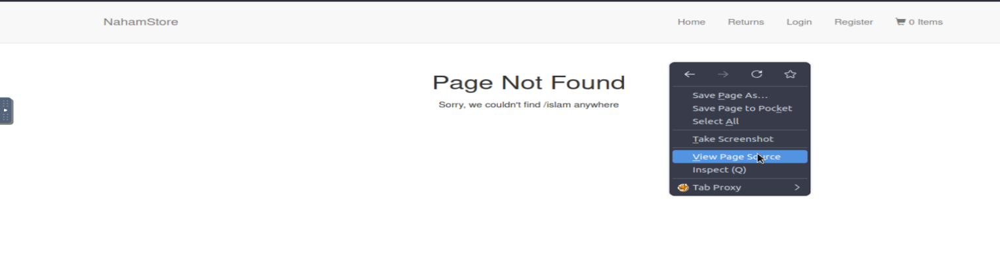 NahamStore Home Returns Login Register 0 Items
Page Not Found
Sorry, we couldn't find /islam anywhere
Save Page As...
Save Page to Pocket
Select All
Take Screenshot
View Page Source
Inspect (Q)
Tab Proxy